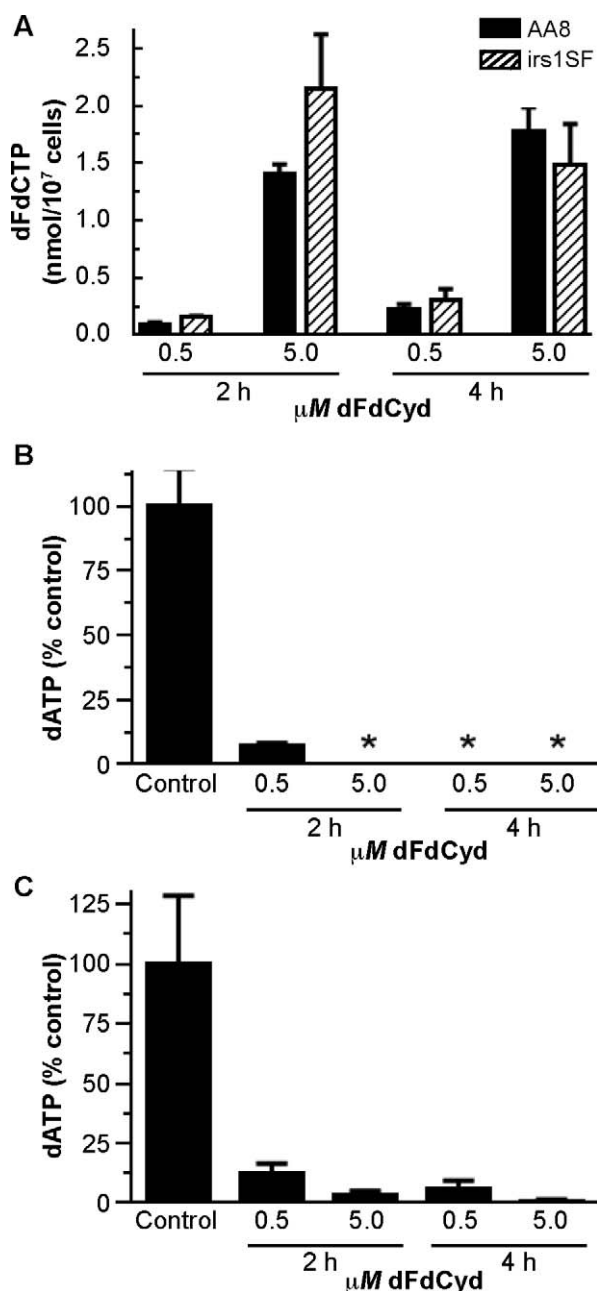 A
AA8
irs1SF
dFdCTP
(nmol/10⁷ cells)
2.5
2.0
1.5
1.0
0.5
0.0
0.5 5.0 0.5 5.0
2 h 4 h
μM dFdCyd
B
dATP (% control)
100
75
50
25
0
* * *
Control 0.5 5.0 0.5 5.0
2 h 4 h
μM dFdCyd
C
dATP (% control)
125
100
75
50
25
0
Control 0.5 5.0 0.5 5.0
2 h 4 h
μM dFdCyd